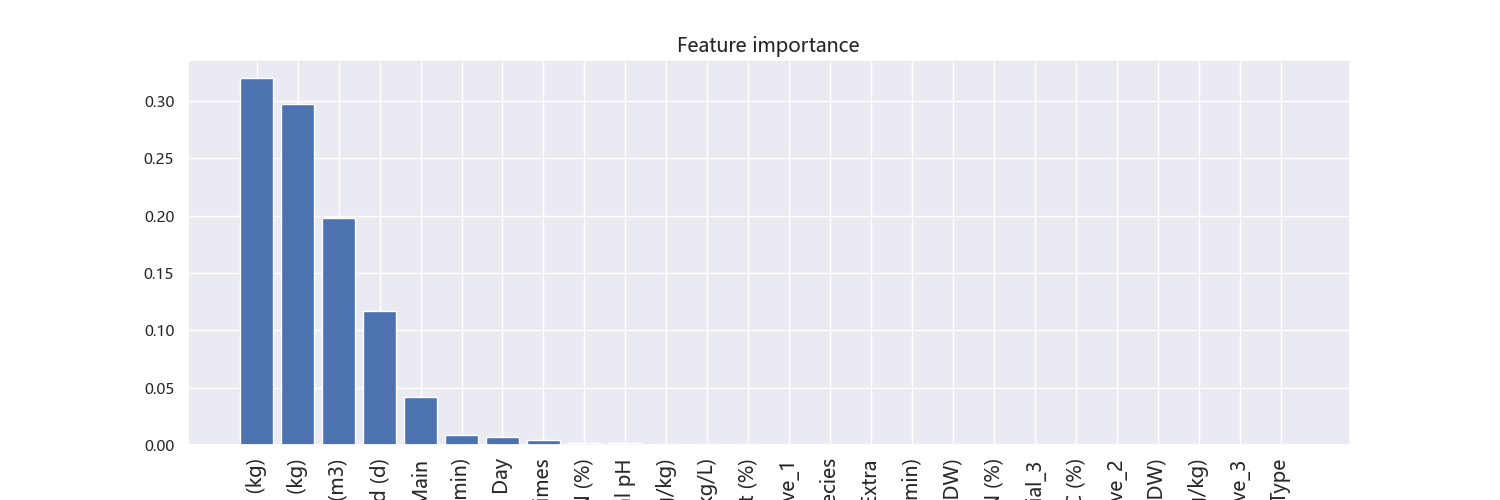 Feature importance
0.30
0.25
0.20
0.15
0.10
0.05
0.00
(kg)
(kg)
(m3)
d (d)
Main
min)
Day
imes
(%)
pH
/kg)
kg/L)
t (%)
ve_1
ecies
Extra
min)
DW)
(%)
ial_3
(%)
ve_2
DW)
/kg)
ve_3
Type